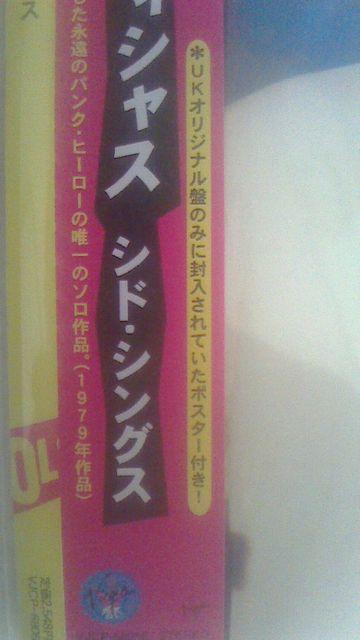 ＊UKオリジナル盤のみに封入されていたポスター付き！
イシャス
シド・シングス
した永遠のパンク・ヒーローの唯一のソロ作品。（1979年作品）
ス